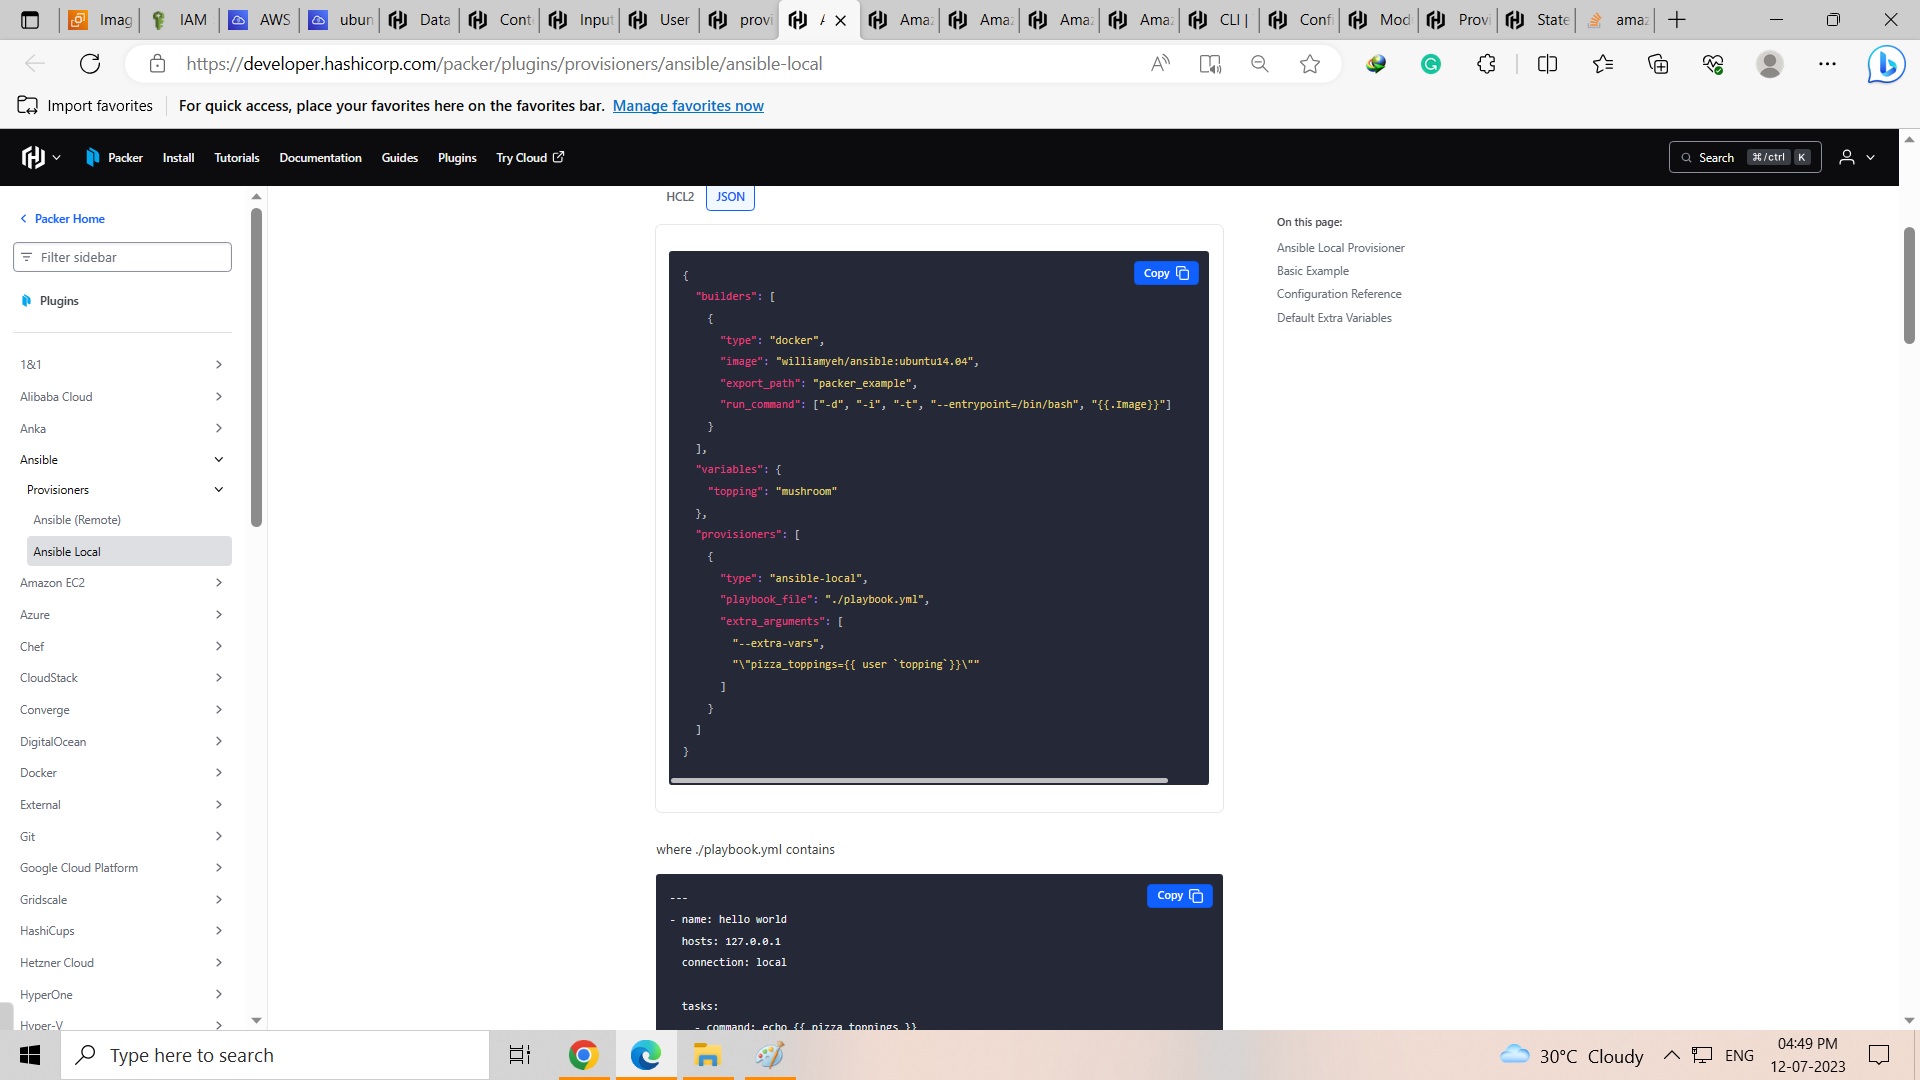 Imag
IAM
AWS
ubun
Data
Cont
Input
User
provi
A
Amaz
Amaz
Amaz
Amaz
CLI |
Confi
Mod
Provi
State
amaz
https://developer.hashicorp.com/packer/plugins/provisioners/ansible/ansible-local
Import favorites
For quick access, place your favorites here on the favorites bar. Manage favorites now
Packer
Install
Tutorials
Documentation
Guides
Plugins
Try Cloud
Search ⌘/ctrl K
Packer Home
Filter sidebar
Plugins
1&1
Alibaba Cloud
Anka
Ansible
Provisioners
Ansible (Remote)
Ansible Local
Amazon EC2
Azure
Chef
CloudStack
Converge
DigitalOcean
Docker
External
Git
Google Cloud Platform
Gridscale
HashiCups
Hetzner Cloud
HyperOne
Hyper-V
HCL2 JSON
Copy
{
"builders": [
{
"type": "docker",
"image": "williamyeh/ansible:ubuntu14.04",
"export_path": "packer_example",
"run_command": ["-d", "-i", "-t", "--entrypoint=/bin/bash", "{{.Image}}"]
}
],
"variables": {
"topping": "mushroom"
},
"provisioners": [
{
"type": "ansible-local",
"playbook_file": "./playbook.yml",
"extra_arguments": [
"--extra-vars",
"\"pizza_toppings={{ user `topping`}}\""
]
}
]
}
where ./playbook.yml contains
Copy
---
- name: hello world
hosts: 127.0.0.1
connection: local
tasks:
- command: echo {{ pizza_toppings }}
On this page:
Ansible Local Provisioner
Basic Example
Configuration Reference
Default Extra Variables
Type here to search
30°C Cloudy
ENG
04:49 PM
12-07-2023